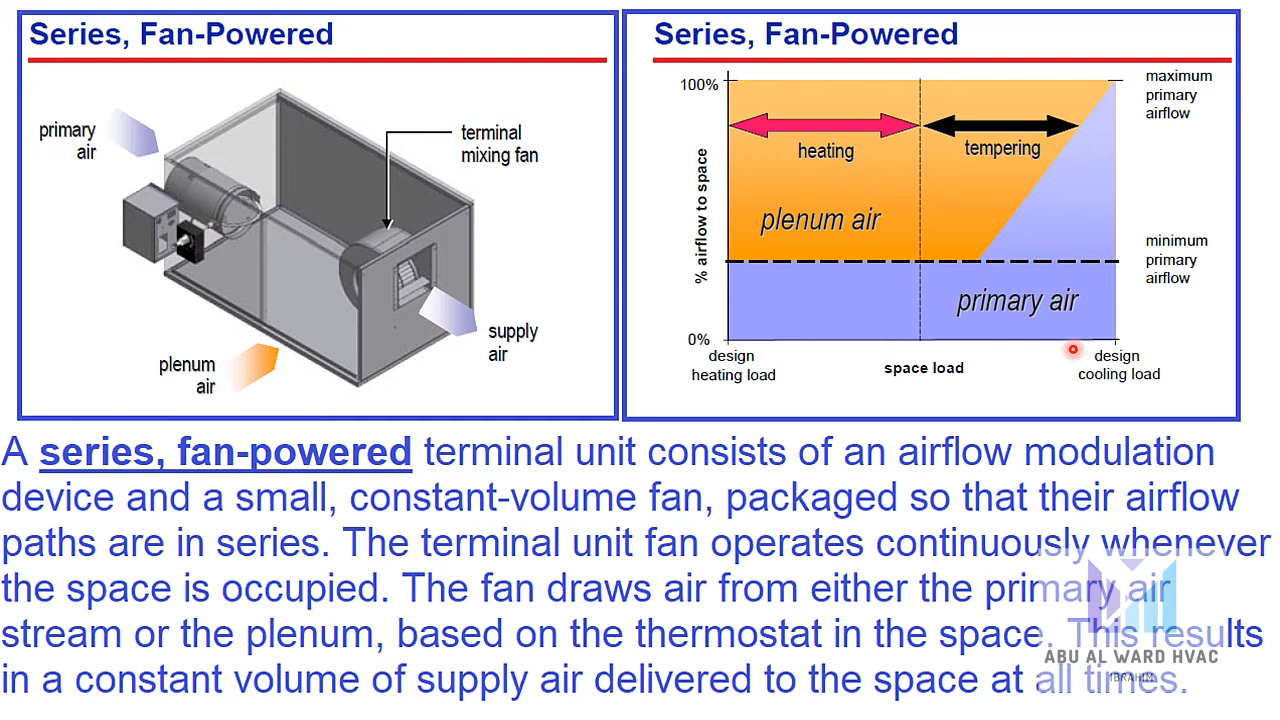 Series, Fan-Powered
primary
air
terminal
mixing fan
supply
air
plenum
air
Series, Fan-Powered
100%
maximum
primary
airflow
heating
tempering
plenum air
% airflow to space
minimum
primary
airflow
primary air
0%
design
heating load
space load
design
cooling load
A series, fan-powered terminal unit consists of an airflow modulation
device and a small, constant-volume fan, packaged so that their airflow
paths are in series. The terminal unit fan operates continuously whenever
the space is occupied. The fan draws air from either the primary air
stream or the plenum, based on the thermostat in the space. This results
in a constant volume of supply air delivered to the space at all times.
ABU AL WARD HVAC
IBRAHIM